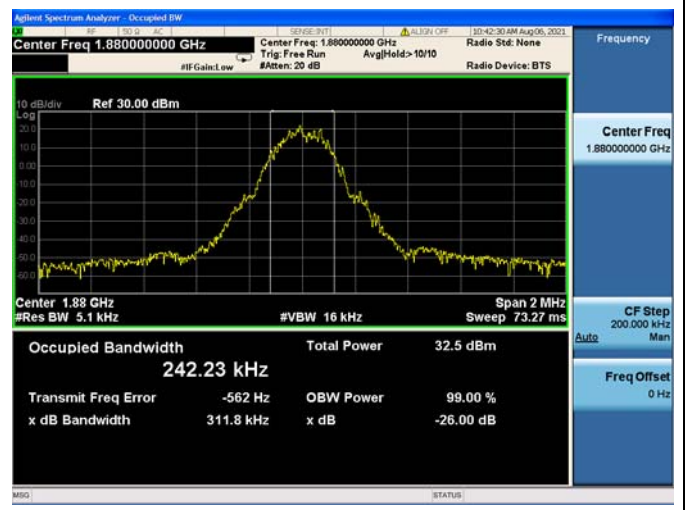 Agilent Spectrum Analyzer - Occupied BW
RF 50 Ω AC SENSE:INT ALIGN OFF 10:42:30 AM Aug 06, 2021
Center Freq 1.880000000 GHz
Center Freq: 1.880000000 GHz
Radio Std: None
Trig: Free Run Avg|Hold:> 10/10
#IFGain:Low
#Atten: 20 dB
Radio Device: BTS
10 dB/div Ref 30.00 dBm
Log
20.0
10.0
0.00
-10.0
-20.0
-30.0
-40.0
-50.0
-60.0
Center 1.88 GHz
Span 2 MHz
#Res BW 5.1 kHz
#VBW 16 kHz
Sweep 73.27 ms
Occupied Bandwidth
Total Power 32.5 dBm
242.23 kHz
Transmit Freq Error -562 Hz
OBW Power 99.00 %
x dB Bandwidth 311.8 kHz
x dB -26.00 dB
MSG STATUS
Frequency
Center Freq
1.880000000 GHz
CF Step
200.000 kHz
Auto Man
Freq Offset
0 Hz